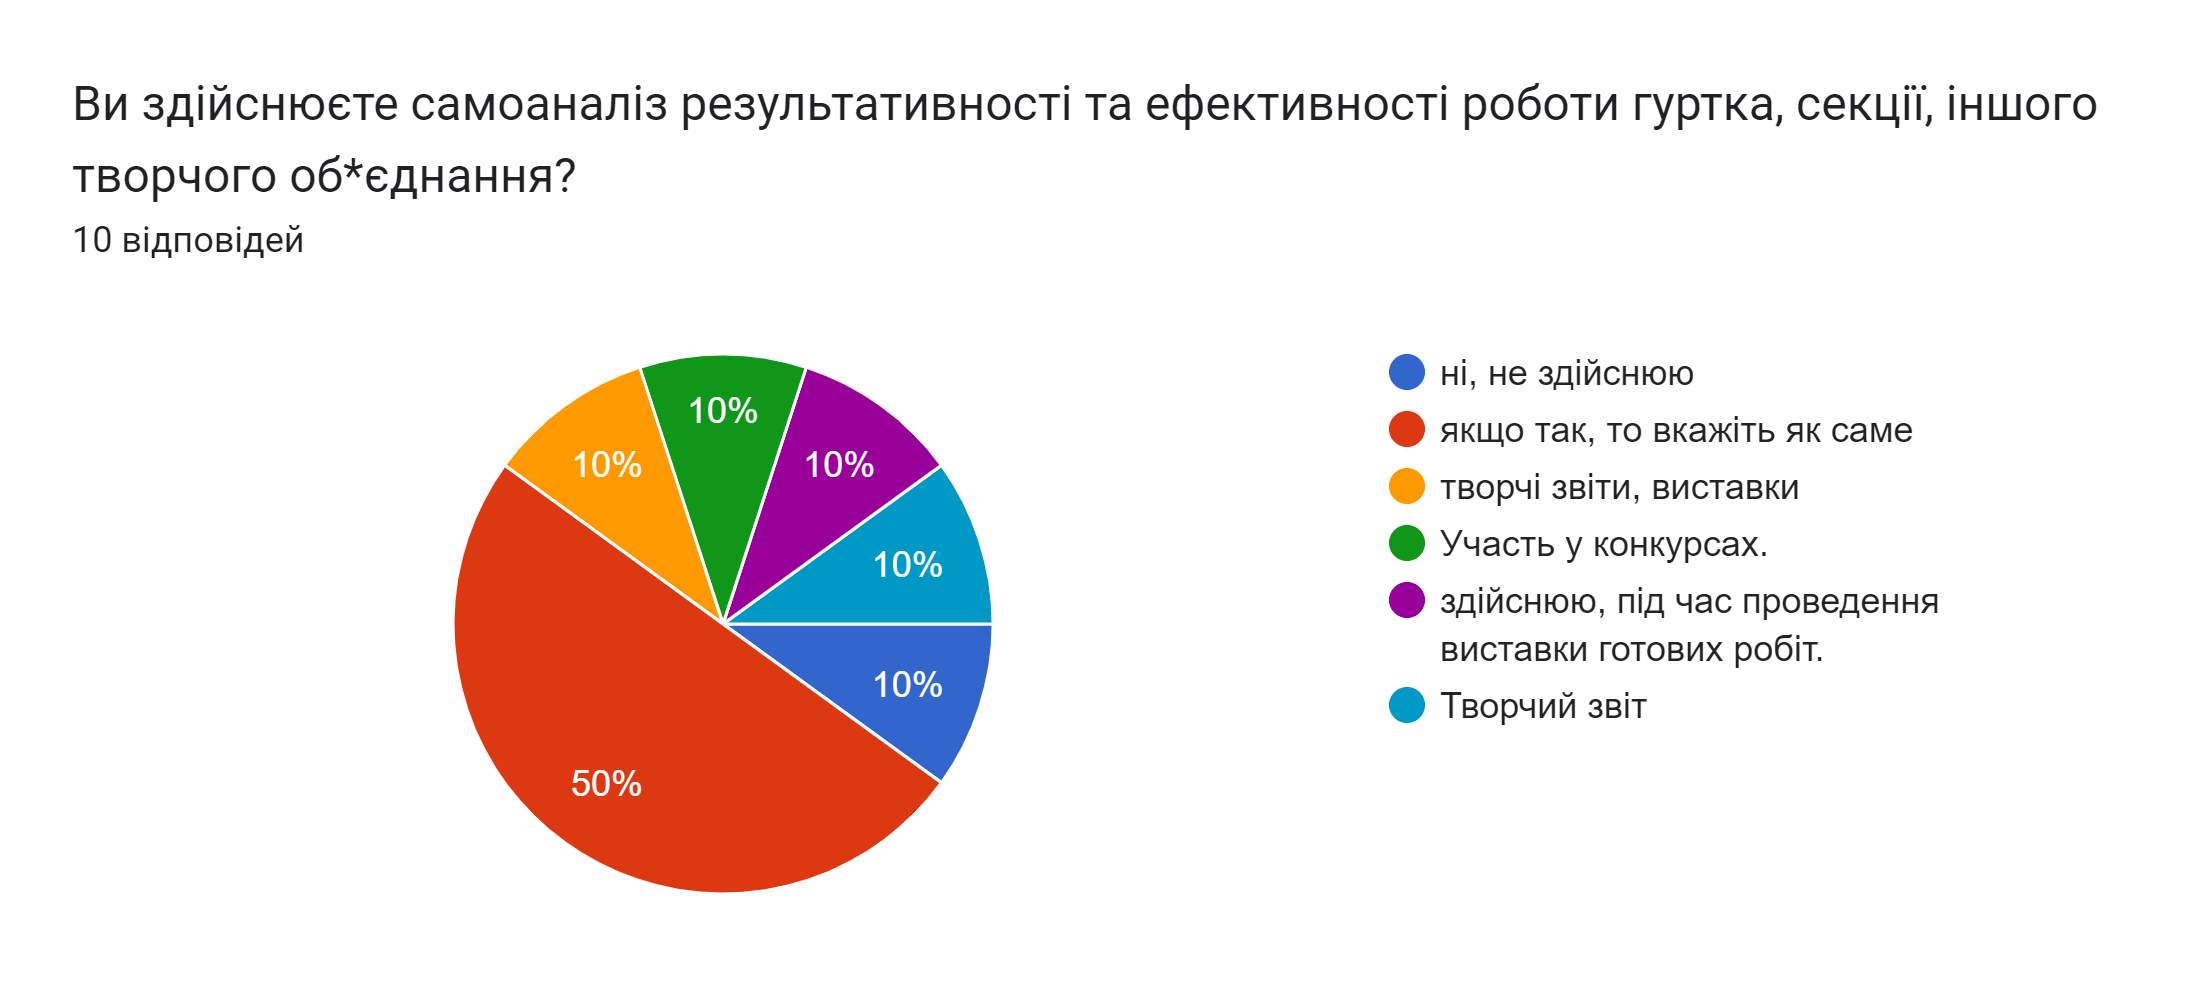 Ви здійснюєте самоаналіз результативності та ефективності роботи гуртка, секції, іншого
творчого об*єднання?
10 відповідей
10%
10%
10%
10%
10%
50%
ні, не здійснюю
якщо так, то вкажіть як саме
творчі звіти, виставки
Участь у конкурсах.
здійснюю, під час проведення
виставки готових робіт.
Творчий звіт